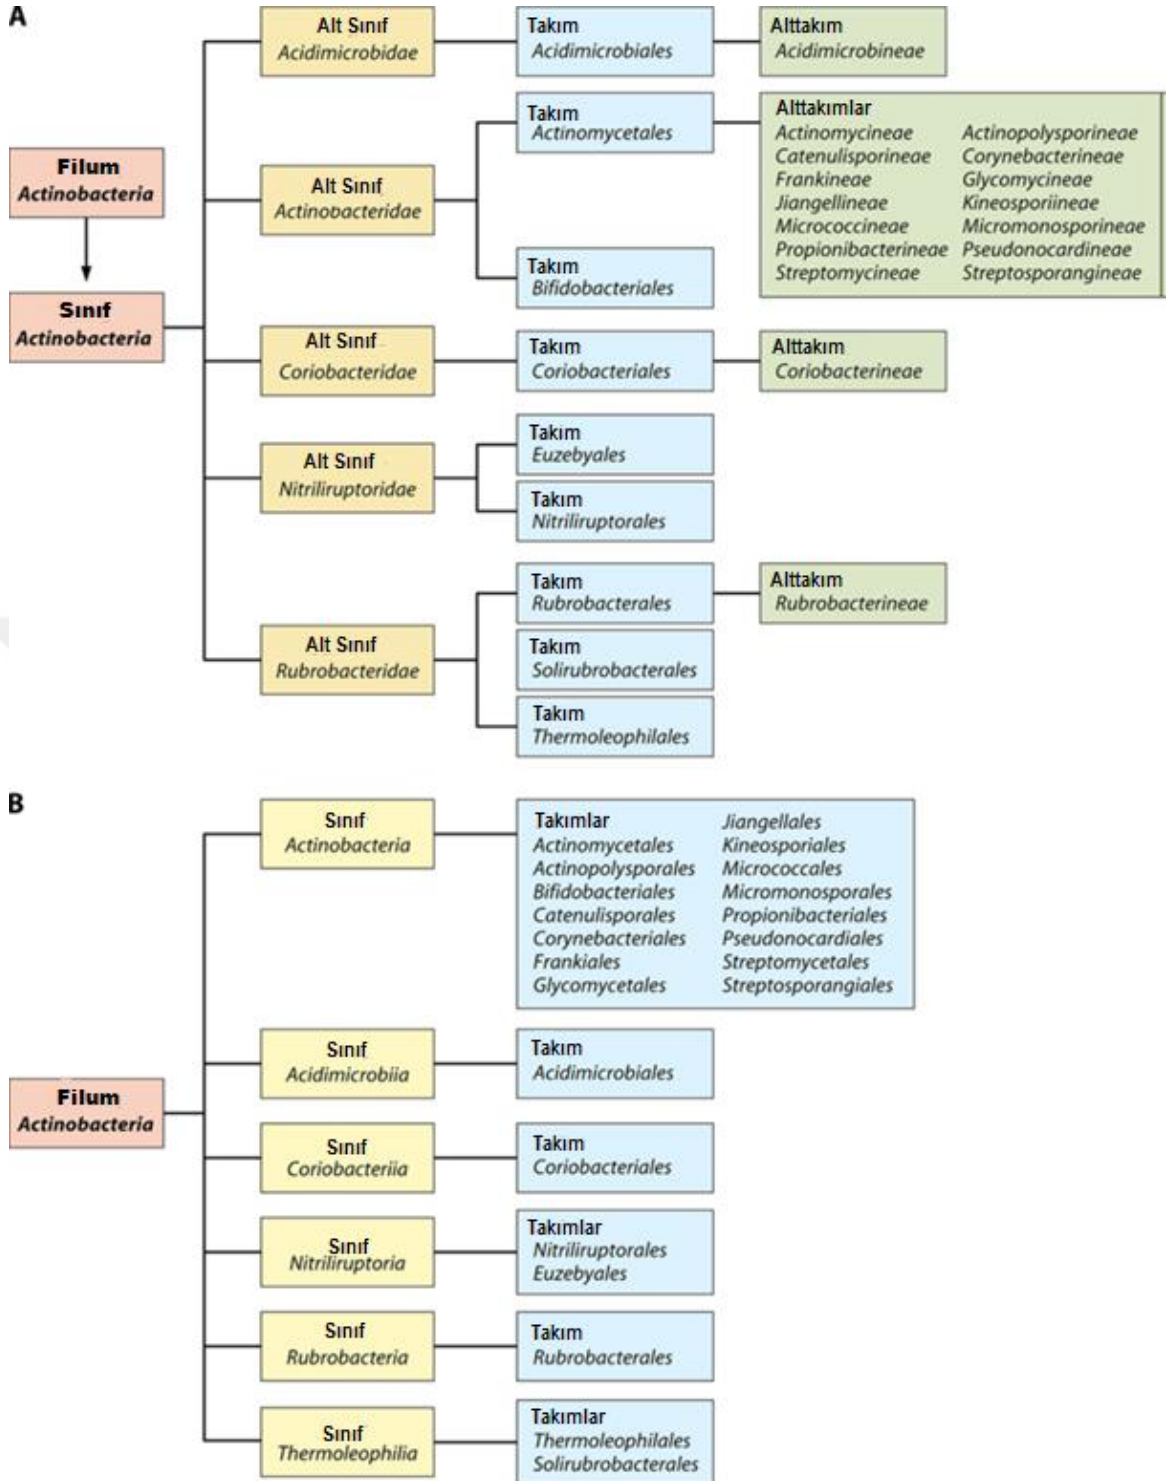 A
Filum
Actinobacteria
Sınıf
Actinobacteria
Alt Sınıf
Acidimicrobidae
Takım
Acidimicrobiales
Alttakım
Acidimicrobineae
Alt Sınıf
Actinobacteridae
Takım
Actinomycetales
Alttakımlar
Actinomycineae Actinopolysporineae
Catenulisporineae Corynebacterineae
Frankineae Glycomycineae
Jiangellineae Kineosporiineae
Micrococcineae Micromonosporineae
Propionibacterineae Pseudonocardineae
Streptomycineae Streptosporangineae
Takım
Bifidobacteriales
Alt Sınıf
Coriobacteridae
Takım
Coriobacteriales
Alttakım
Coriobacterineae
Alt Sınıf
Nitriliruptoridae
Takım
Euzebyales
Takım
Nitriliruptorales
Alt Sınıf
Rubrobacteridae
Takım
Rubrobacterales
Alttakım
Rubrobacterineae
Takım
Solirubrobacterales
Takım
Thermoleophilales
B
Filum
Actinobacteria
Sınıf
Actinobacteria
Takımlar Jiangellales
Actinomycetales Kineosporiales
Actinopolysporales Micrococcales
Bifidobacteriales Micromonosporales
Catenulisporales Propionibacteriales
Corynebacteriales Pseudonocardiales
Frankiales Streptomycetales
Glycomycetales Streptosporangiales
Sınıf
Acidimicrobiia
Takım
Acidimicrobiales
Sınıf
Coriobacteriia
Takım
Coriobacteriales
Sınıf
Nitriliruptoria
Takımlar
Nitriliruptorales
Euzebyales
Sınıf
Rubrobacteria
Takım
Rubrobacterales
Sınıf
Thermoleophilia
Takımlar
Thermoleophilales
Solirubrobacterales